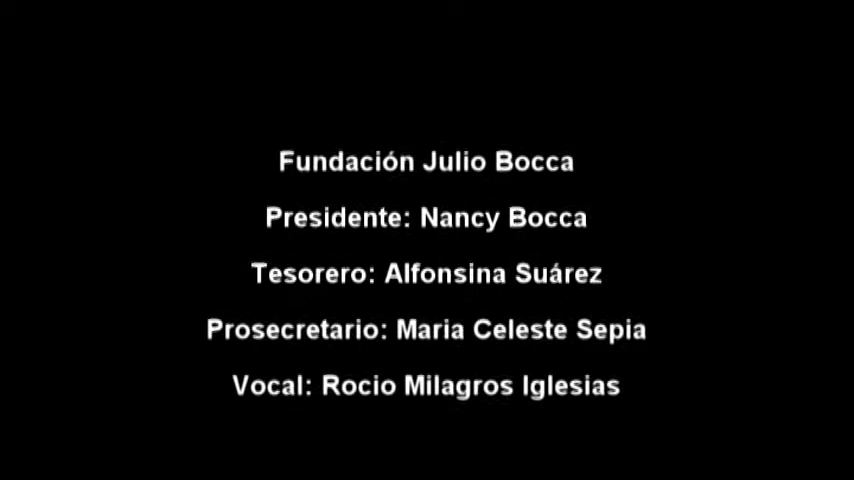 Fundación Julio Bocca
Presidente: Nancy Bocca
Tesorero: Alfonsina Suárez
Prosecretario: Maria Celeste Sepia
Vocal: Rocio Milagros Iglesias